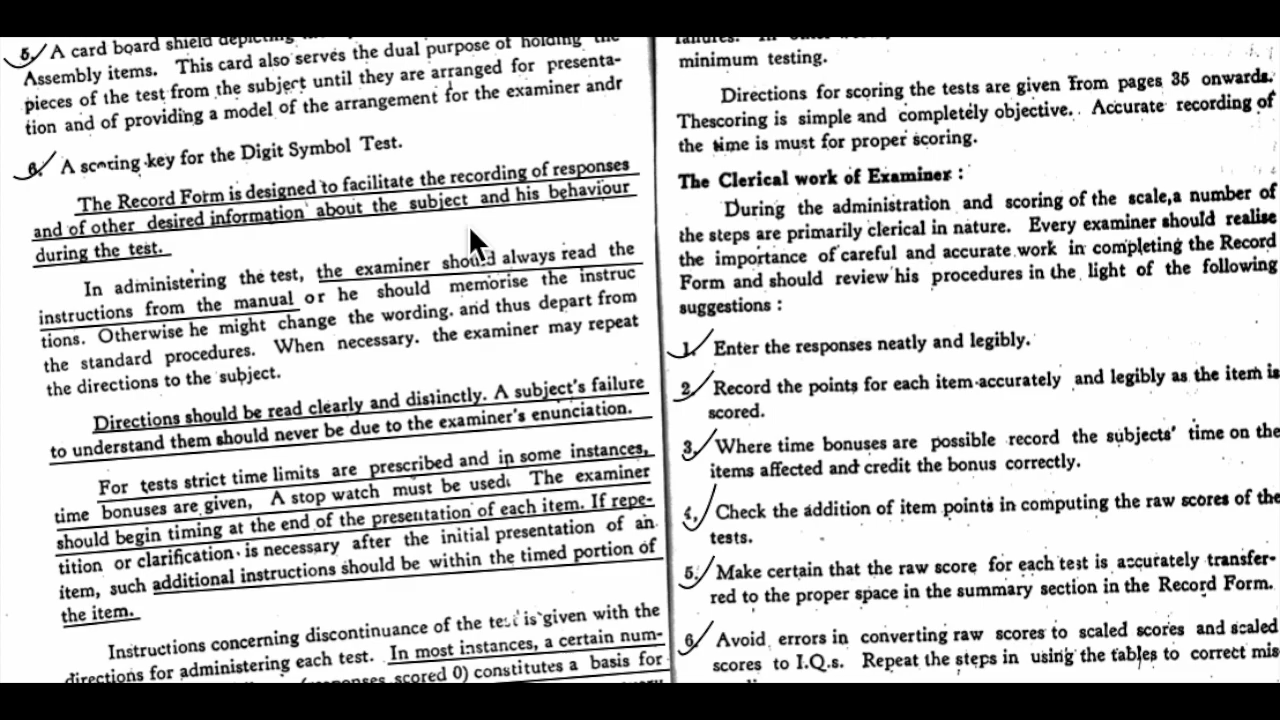 5. A card board shield depicting
Assembly items. This card also serves the dual purpose of holding the
pieces of the test from the subject until they are arranged for presenta-
tion and of providing a model of the arrangement for the examiner andr
6. A scoring key for the Digit Symbol Test.
The Record Form is designed to facilitate the recording of responses
and of other desired information about the subject and his behaviour
during the test.
In administering the test, the examiner should always read the
instructions from the manual or he should memorise the instruc
tions. Otherwise he might change the wording. and thus depart from
the standard procedures. When necessary. the examiner may repeat
the directions to the subject.
Directions should be read clearly and distinctly. A subject's failure
to understand them should never be due to the examiner's enunciation.
For tests strict time limits are prescribed and in some instances,
time bonuses are given, A stop watch must be used. The examiner
should begin timing at the end of the presentation of each item. If repe-
tition or clarification is necessary after the initial presentation of an
item, such additional instructions should be within the timed portion of
the item.
Instructions concerning discontinuance of the test is given with the
directions for administering each test. In most instances, a certain num-
responses scored 0) constitutes a basis for
failures. In
minimum testing.
Directions for scoring the tests are given from pages 35 onwards.
Thescoring is simple and completely objective. Accurate recording of
the time is must for proper scoring.
The Clerical work of Examiner :
During the administration and scoring of the scale,a number of
the steps are primarily clerical in nature. Every examiner should realise
the importance of careful and accurate work in completing the Record
Form and should review his procedures in the light of the following
suggestions :
1. Enter the responses neatly and legibly.
2. Record the points for each item accurately and legibly as the item is
scored.
3. Where time bonuses are possible record the subjects' time on the
items affected and credit the bonus correctly.
4, Check the addition of item points in computing the raw scores of the
tests.
5. Make certain that the raw score for each test is accurately transfer-
red to the proper space in the summary section in the Record Form.
6. Avoid errors in converting raw scores to scaled scores and scaled
scores to I.Q.s. Repeat the steps in using the tables to correct mis